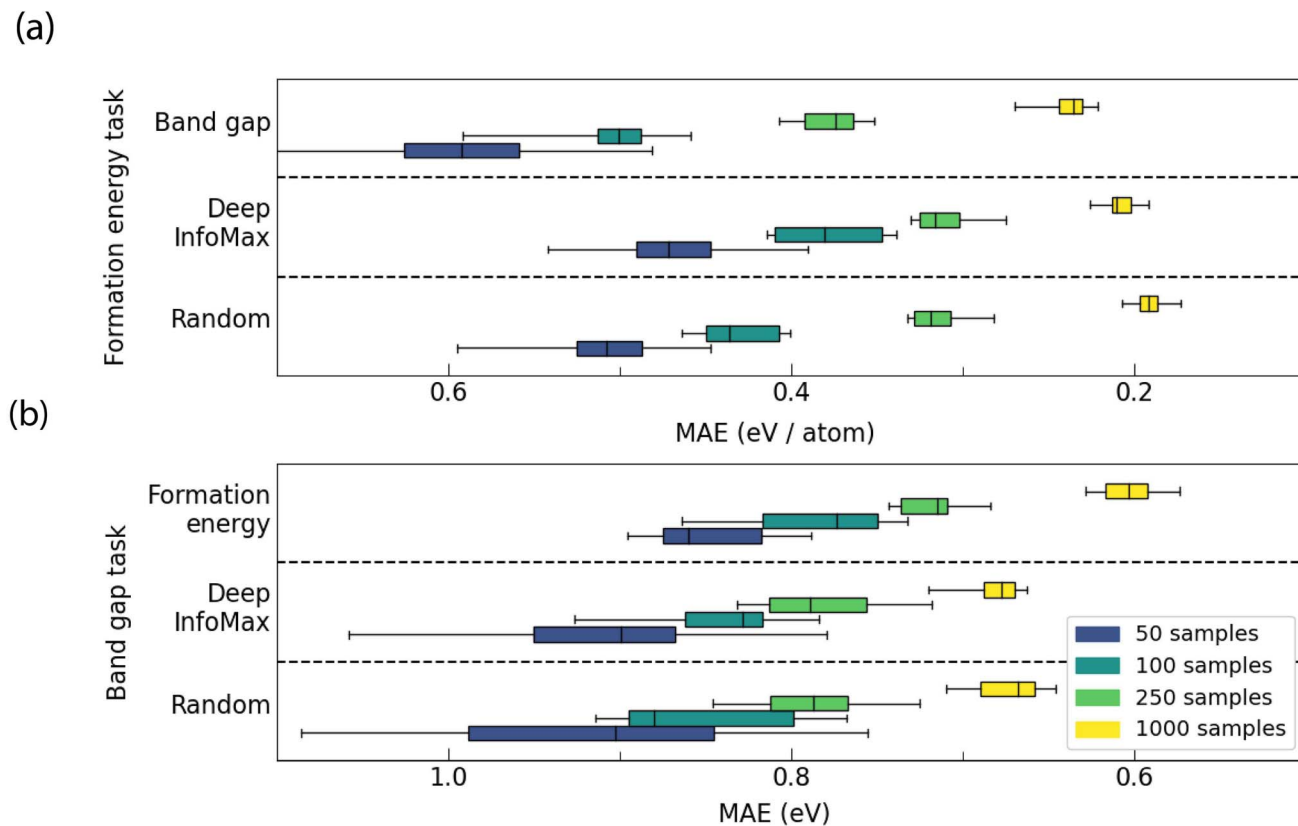 (a)
Formation energy task
Band gap
Deep
InfoMax
Random
0.6
0.4
0.2
MAE (eV / atom)
(b)
Band gap task
Formation
energy
Deep
InfoMax
Random
50 samples
100 samples
250 samples
1000 samples
1.0
0.8
0.6
MAE (eV)